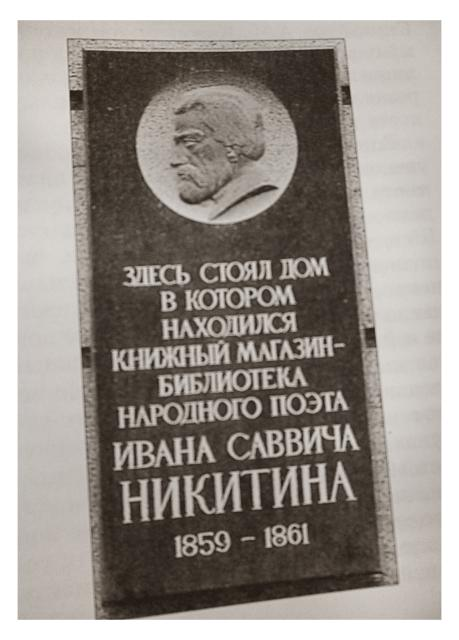 ЗДЕСЬ СТОЯЛ ДОМ
В КОТОРОМ
НАХОДИЛСЯ
КНИЖНЫЙ МАГАЗИН-
БИБЛИОТЕКА
НАРОДНОГО ПОЭТА
ИВАНА САВВИЧА
НИКИТИНА
1859 – 1861